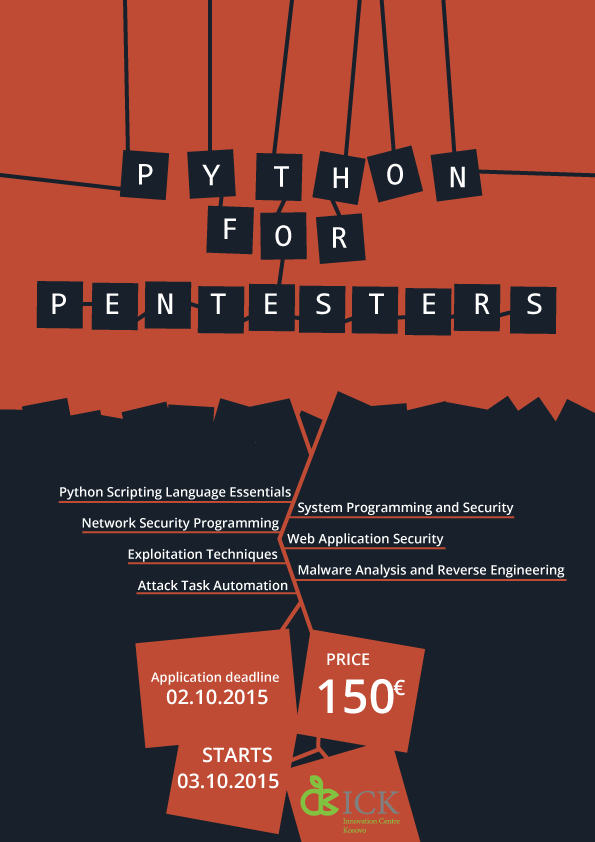 PYTHON
FOR
PENTESTERS
Python Scripting Language Essentials
System Programming and Security
Network Security Programming
Web Application Security
Exploitation Techniques
Malware Analysis and Reverse Engineering
Attack Task Automation
Application deadline
02.10.2015
PRICE
150€
STARTS
03.10.2015
ICK
Innovation Centre
Kosovo